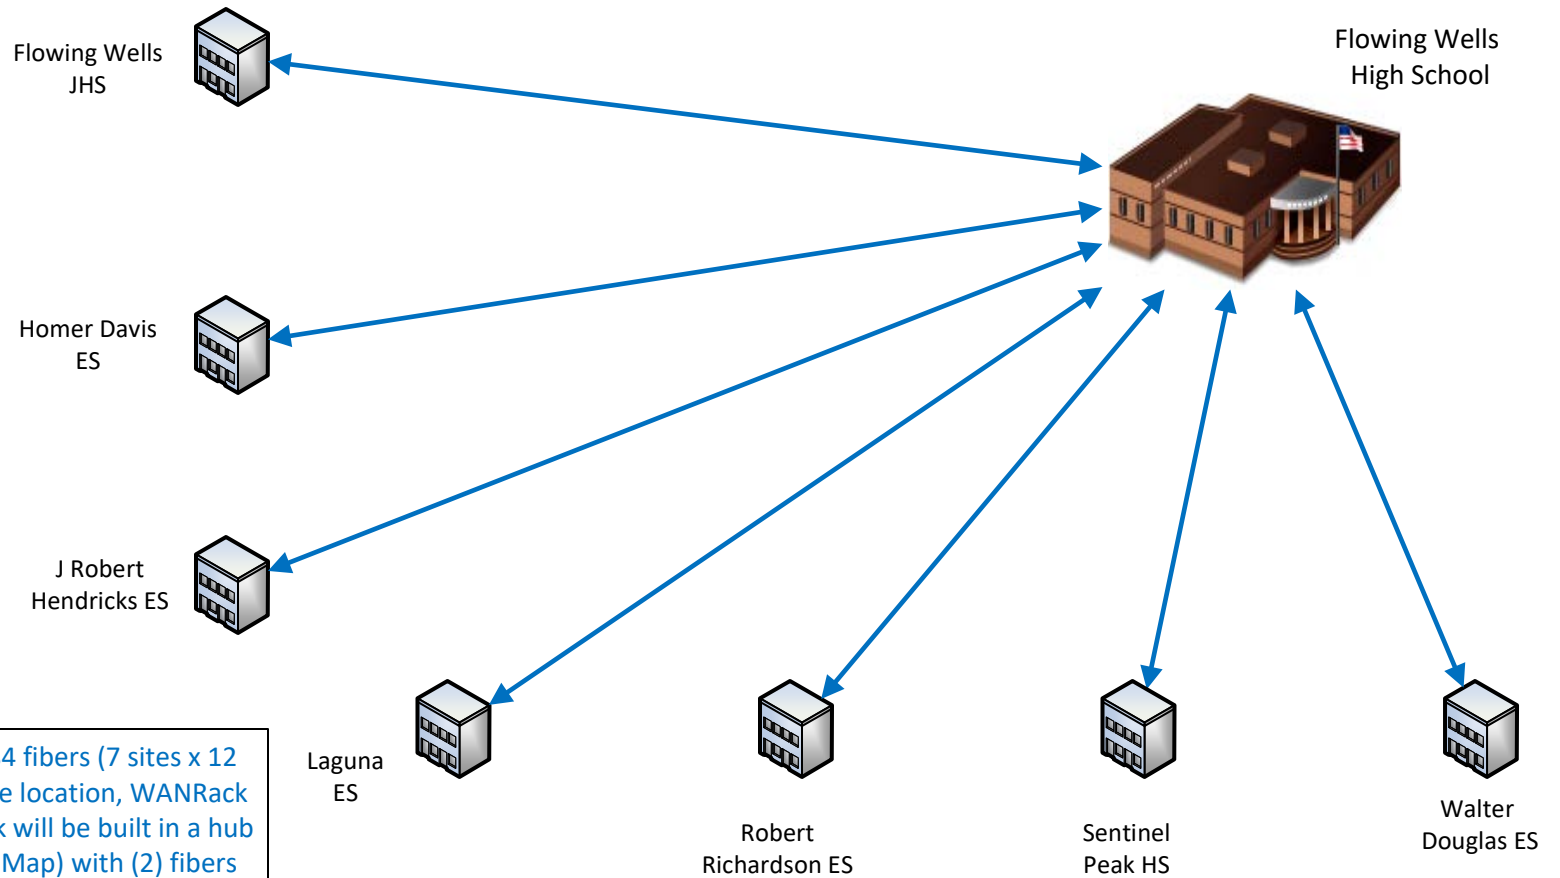 Flowing Wells
JHS
Flowing Wells
High School
Homer Davis
ES
J Robert
Hendricks ES
4 fibers (7 sites x 12
e location, WANRack
k will be built in a hub
Map) with (2) fibers
Laguna
ES
Robert
Richardson ES
Sentinel
Peak HS
Walter
Douglas ES